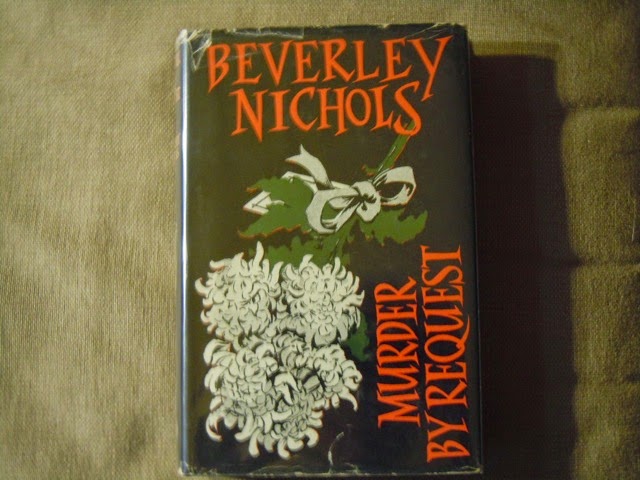 BEVERLEY
NICHOLS
MURDER
BY REQUEST